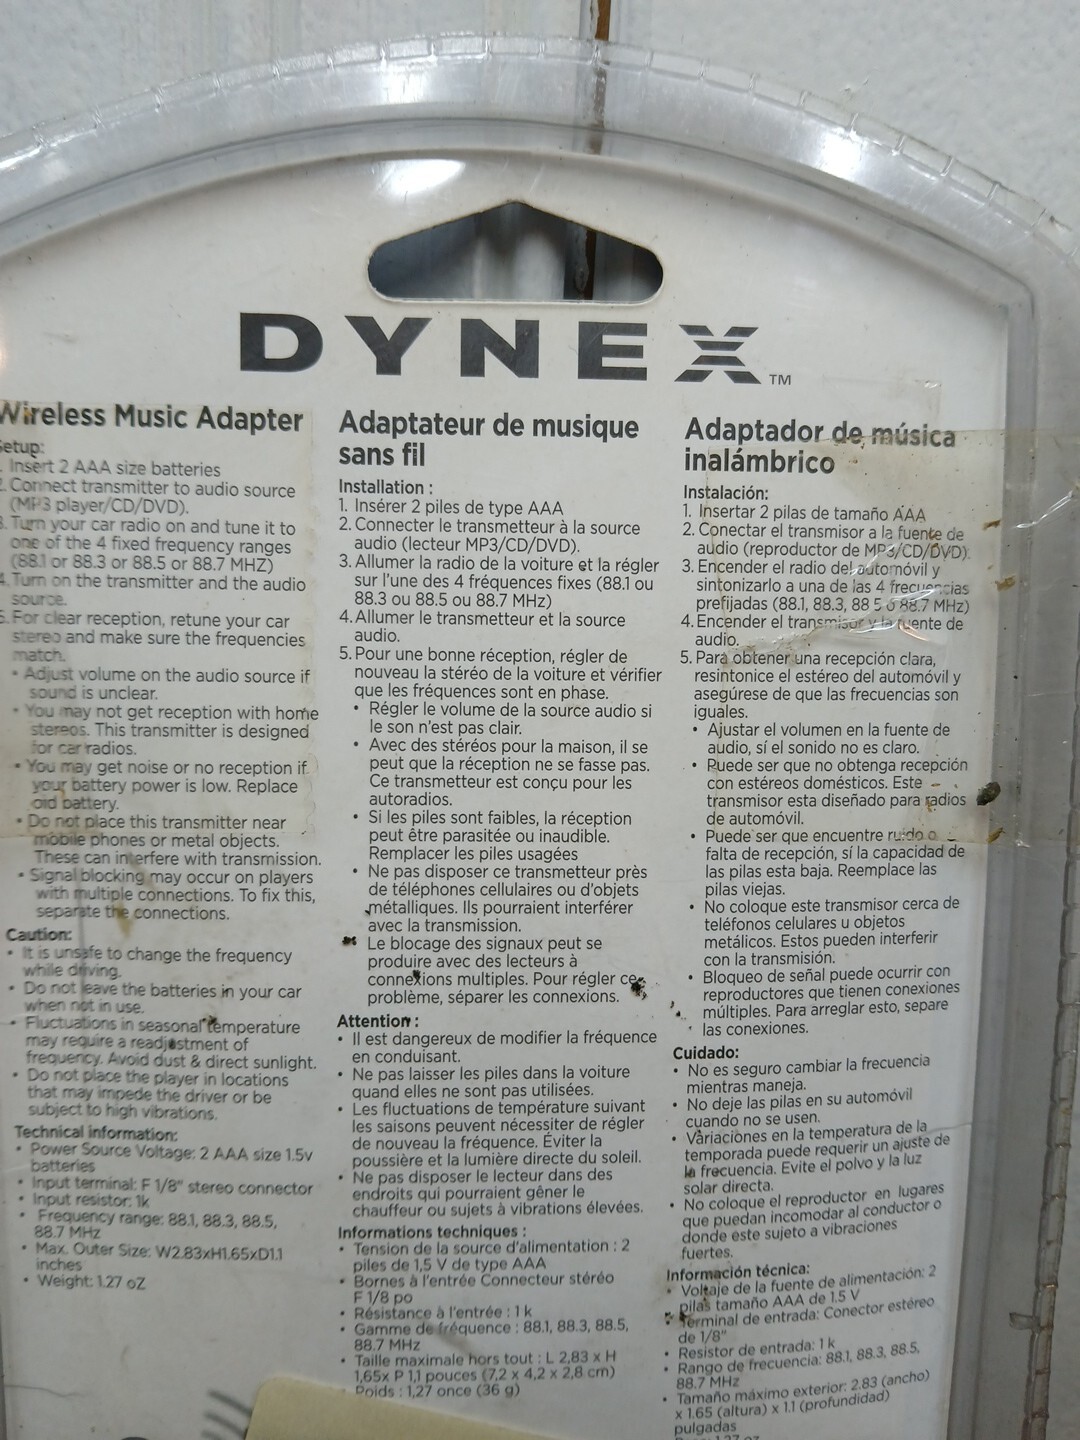 DYNEX™
Wireless Music Adapter
Setup:
1. Insert 2 AAA size batteries
2. Connect transmitter to audio source
(MP3 player/CD/DVD).
3. Turn your car radio on and tune it to
one of the 4 fixed frequency ranges
(88.1 or 88.3 or 88.5 or 88.7 MHZ)
4. Turn on the transmitter and the audio
source.
5. For clear reception, retune your car
stereo and make sure the frequencies
match.
• Adjust volume on the audio source if
sound is unclear.
• You may not get reception with home
stereos. This transmitter is designed
for car radios.
• You may get noise or no reception if
your battery power is low. Replace
old battery.
• Do not place this transmitter near
mobile phones or metal objects.
These can interfere with transmission.
• Signal blocking may occur on players
with multiple connections. To fix this,
separate the connections.
Caution:
• It is unsafe to change the frequency
while driving.
• Do not leave the batteries in your car
when not in use.
• Fluctuations in seasonal temperature
may require a readjustment of
frequency. Avoid dust & direct sunlight.
• Do not place the player in locations
that may impede the driver or be
subject to high vibrations.
Technical information:
• Power Source Voltage: 2 AAA size 1.5v
batteries
• Input terminal: F 1/8" stereo connector
• Input resistor: 1k
• Frequency range: 88.1, 88.3, 88.5,
88.7 MHz
• Max. Outer Size: W2.83xH1.65xD1.1
inches
• Weight: 1.27 oZ
Adaptateur de musique
sans fil
Installation :
1. Insérer 2 piles de type AAA
2. Connecter le transmetteur à la source
audio (lecteur MP3/CD/DVD).
3. Allumer la radio de la voiture et la régler
sur l'une des 4 fréquences fixes (88.1 ou
88.3 ou 88.5 ou 88.7 MHz)
4. Allumer le transmetteur et la source
audio.
5. Pour une bonne réception, régler de
nouveau la stéréo de la voiture et vérifier
que les fréquences sont en phase.
• Régler le volume de la source audio si
le son n'est pas clair.
• Avec des stéréos pour la maison, il se
peut que la réception ne se fasse pas.
Ce transmetteur est conçu pour les
autoradios.
• Si les piles sont faibles, la réception
peut être parasitée ou inaudible.
Remplacer les piles usagées
• Ne pas disposer ce transmetteur près
de téléphones cellulaires ou d'objets
métalliques. Ils pourraient interférer
avec la transmission.
• Le blocage des signaux peut se
produire avec des lecteurs à
connexions multiples. Pour régler ce
problème, séparer les connexions.
Attention :
• Il est dangereux de modifier la fréquence
en conduisant.
• Ne pas laisser les piles dans la voiture
quand elles ne sont pas utilisées.
• Les fluctuations de température suivant
les saisons peuvent nécessiter de régler
de nouveau la fréquence. Éviter la
poussière et la lumière directe du soleil.
• Ne pas disposer le lecteur dans des
endroits qui pourraient gêner le
chauffeur ou sujets à vibrations élevées.
Informations techniques :
• Tension de la source d'alimentation : 2
piles de 1,5 V de type AAA
• Bornes à l'entrée Connecteur stéréo
F 1/8 po
• Résistance à l'entrée : 1 k
• Gamme de fréquence : 88.1, 88.3, 88.5,
88.7 MHz
• Taille maximale hors tout : L 2,83 x H
1,65x P 1,1 pouces (7,2 x 4,2 x 2,8 cm)
Poids : 1,27 once (36 g)
Adaptador de música
inalámbrico
Instalación:
1. Insertar 2 pilas de tamaño AAA
2. Conectar el transmisor a la fuente de
audio (reproductor de MP3/CD/DVD).
3. Encender el radio del automóvil y
sintonizarlo a una de las 4 frecuencias
prefijadas (88.1, 88.3, 88.5 ó 88.7 MHz)
4. Encender el transmisor y la fuente de
audio.
5. Para obtener una recepción clara,
resintonice el estéreo del automóvil y
asegúrese de que las frecuencias son
iguales.
• Ajustar el volumen en la fuente de
audio, sí el sonido no es claro.
• Puede ser que no obtenga recepción
con estéreos domésticos. Este
transmisor esta diseñado para radios
de automóvil.
• Puede ser que encuentre ruido o
falta de recepción, sí la capacidad de
las pilas esta baja. Reemplace las
pilas viejas.
• No coloque este transmisor cerca de
teléfonos celulares u objetos
metálicos. Estos pueden interferir
con la transmisión.
• Bloqueo de señal puede ocurrir con
reproductores que tienen conexiones
múltiples. Para arreglar esto, separe
las conexiones.
Cuidado:
• No es seguro cambiar la frecuencia
mientras maneja.
• No deje las pilas en su automóvil
cuando no se usen.
• Variaciones en la temperatura de la
temporada puede requerir un ajuste de
la frecuencia. Evite el polvo y la luz
solar directa.
• No coloque el reproductor en lugares
que puedan incomodar al conductor o
donde este sujeto a vibraciones
fuertes.
Información técnica:
• Voltaje de la fuente de alimentación: 2
pilas tamaño AAA de 1.5 V
• Terminal de entrada: Conector estéreo
de 1/8"
• Resistor de entrada: 1 k
• Rango de frecuencia: 88.1, 88.3, 88.5,
88.7 MHz
• Tamaño máximo exterior: 2.83 (ancho)
x 1.65 (altura) x 1.1 (profundidad)
pulgadas